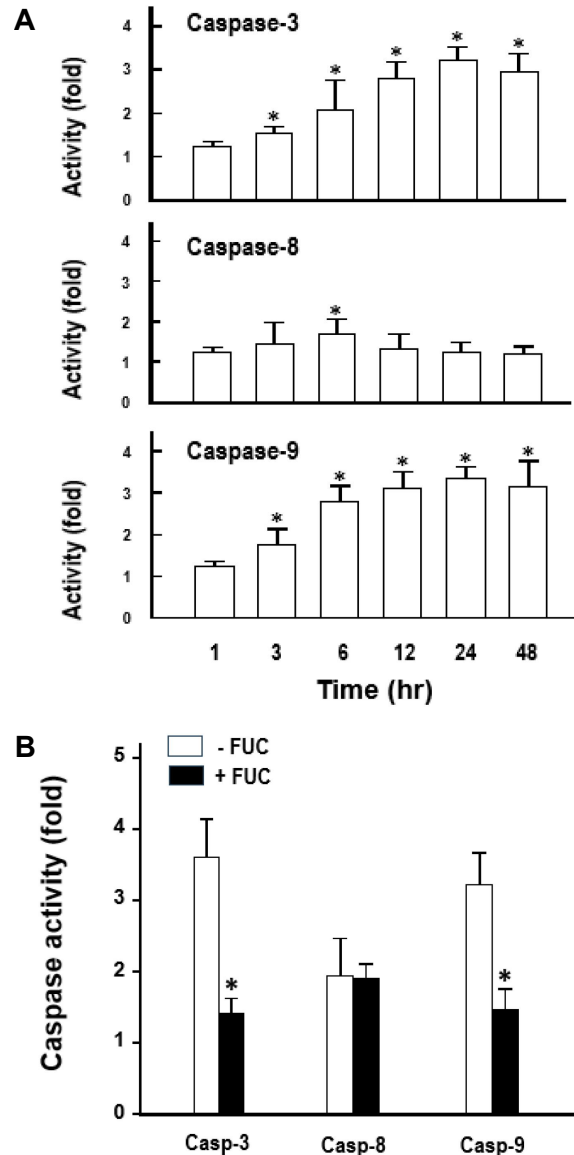 A
Caspase-3
Activity (fold)
4
3
2
1
0
* * * * *
Caspase-8
Activity (fold)
4
3
2
1
0
*
Caspase-9
Activity (fold)
4
3
2
1
0
* * * * *
1 3 6 12 24 48
Time (hr)
B
- FUC
+ FUC
Caspase activity (fold)
5
4
3
2
1
0
* *
Casp-3 Casp-8 Casp-9